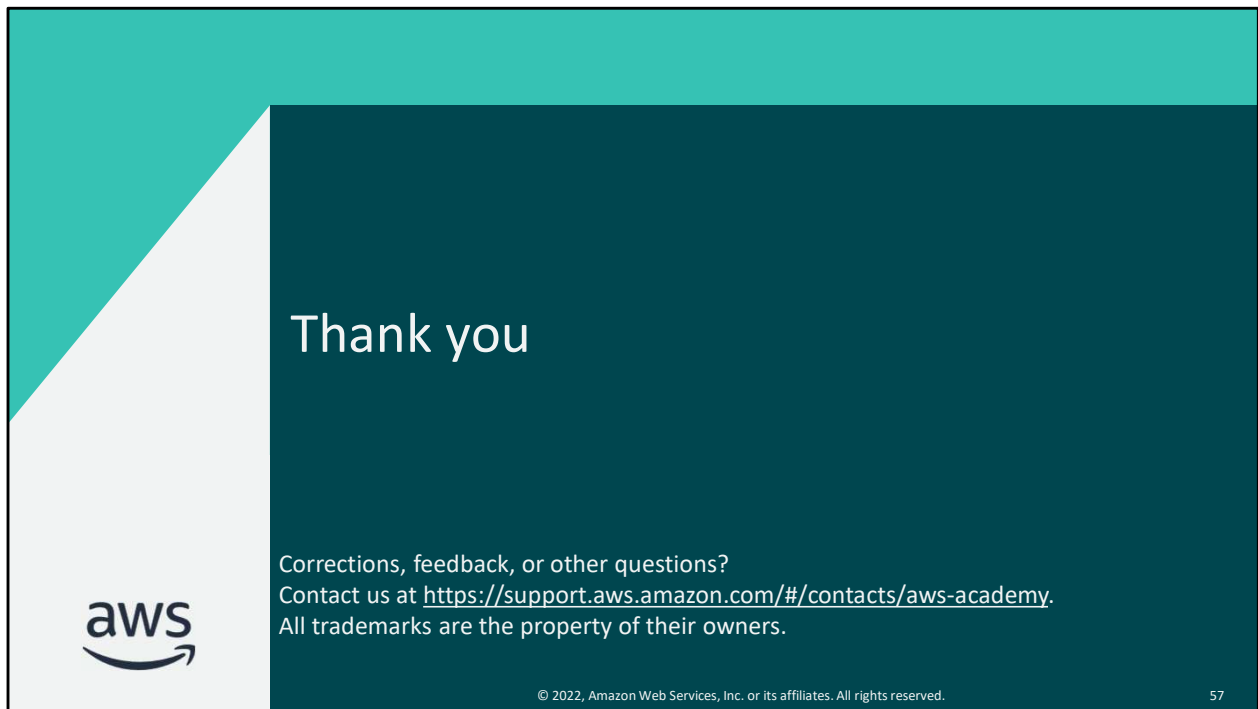 Thank you
Corrections, feedback, or other questions?
Contact us at https://support.aws.amazon.com/#/contacts/aws-academy.
All trademarks are the property of their owners.
aws
© 2022, Amazon Web Services, Inc. or its affiliates. All rights reserved.
57